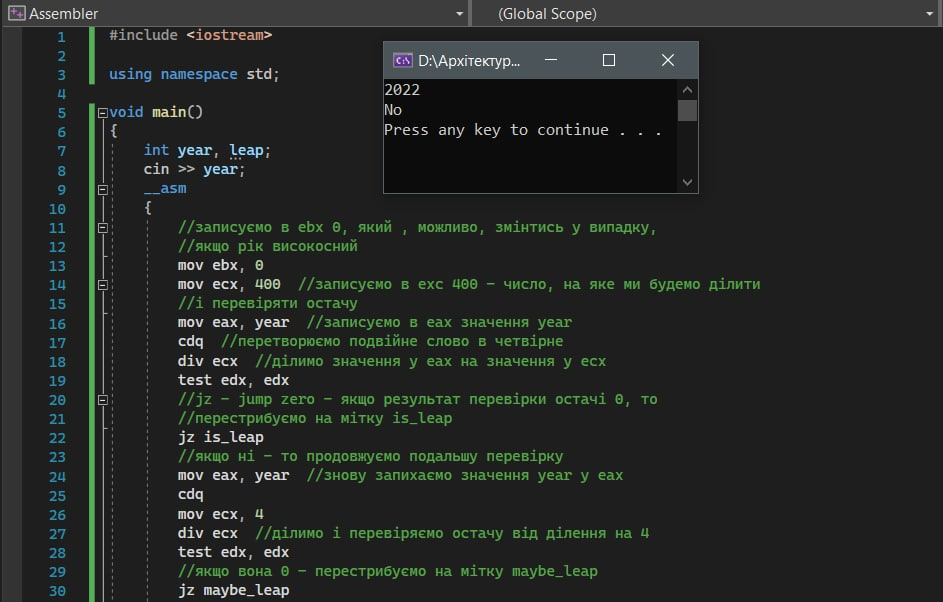 Assembler
(Global Scope)
1 #include <iostream>
2
3 using namespace std;
4
5 void main()
6 {
7 int year, leap;
8 cin >> year;
9 __asm
10 {
11 //записуємо в ebx 0, який , можливо, змінтись у випадку,
12 //якщо рік високосний
13 mov ebx, 0
14 mov ecx, 400 //записуємо в exc 400 - число, на яке ми будемо ділити
15 //і перевіряти остачу
16 mov eax, year //записуємо в eax значення year
17 cdq //перетворюємо подвійне слово в четвірне
18 div ecx //ділимо значення у eax на значення у ecx
19 test edx, edx
20 //jz - jump zero - якщо результат перевірки остачі 0, то
21 //перестрибуємо на мітку is_leap
22 jz is_leap
23 //якщо ні - то продовжуємо подальшу перевірку
24 mov eax, year //знову запихаємо значення year у eax
25 cdq
26 mov ecx, 4
27 div ecx //ділимо і перевіряємо остачу від ділення на 4
28 test edx, edx
29 //якщо вона 0 - перестрибуємо на мітку maybe_leap
30 jz maybe_leap
D:\Архітектур...
2022
No
Press any key to continue . . .